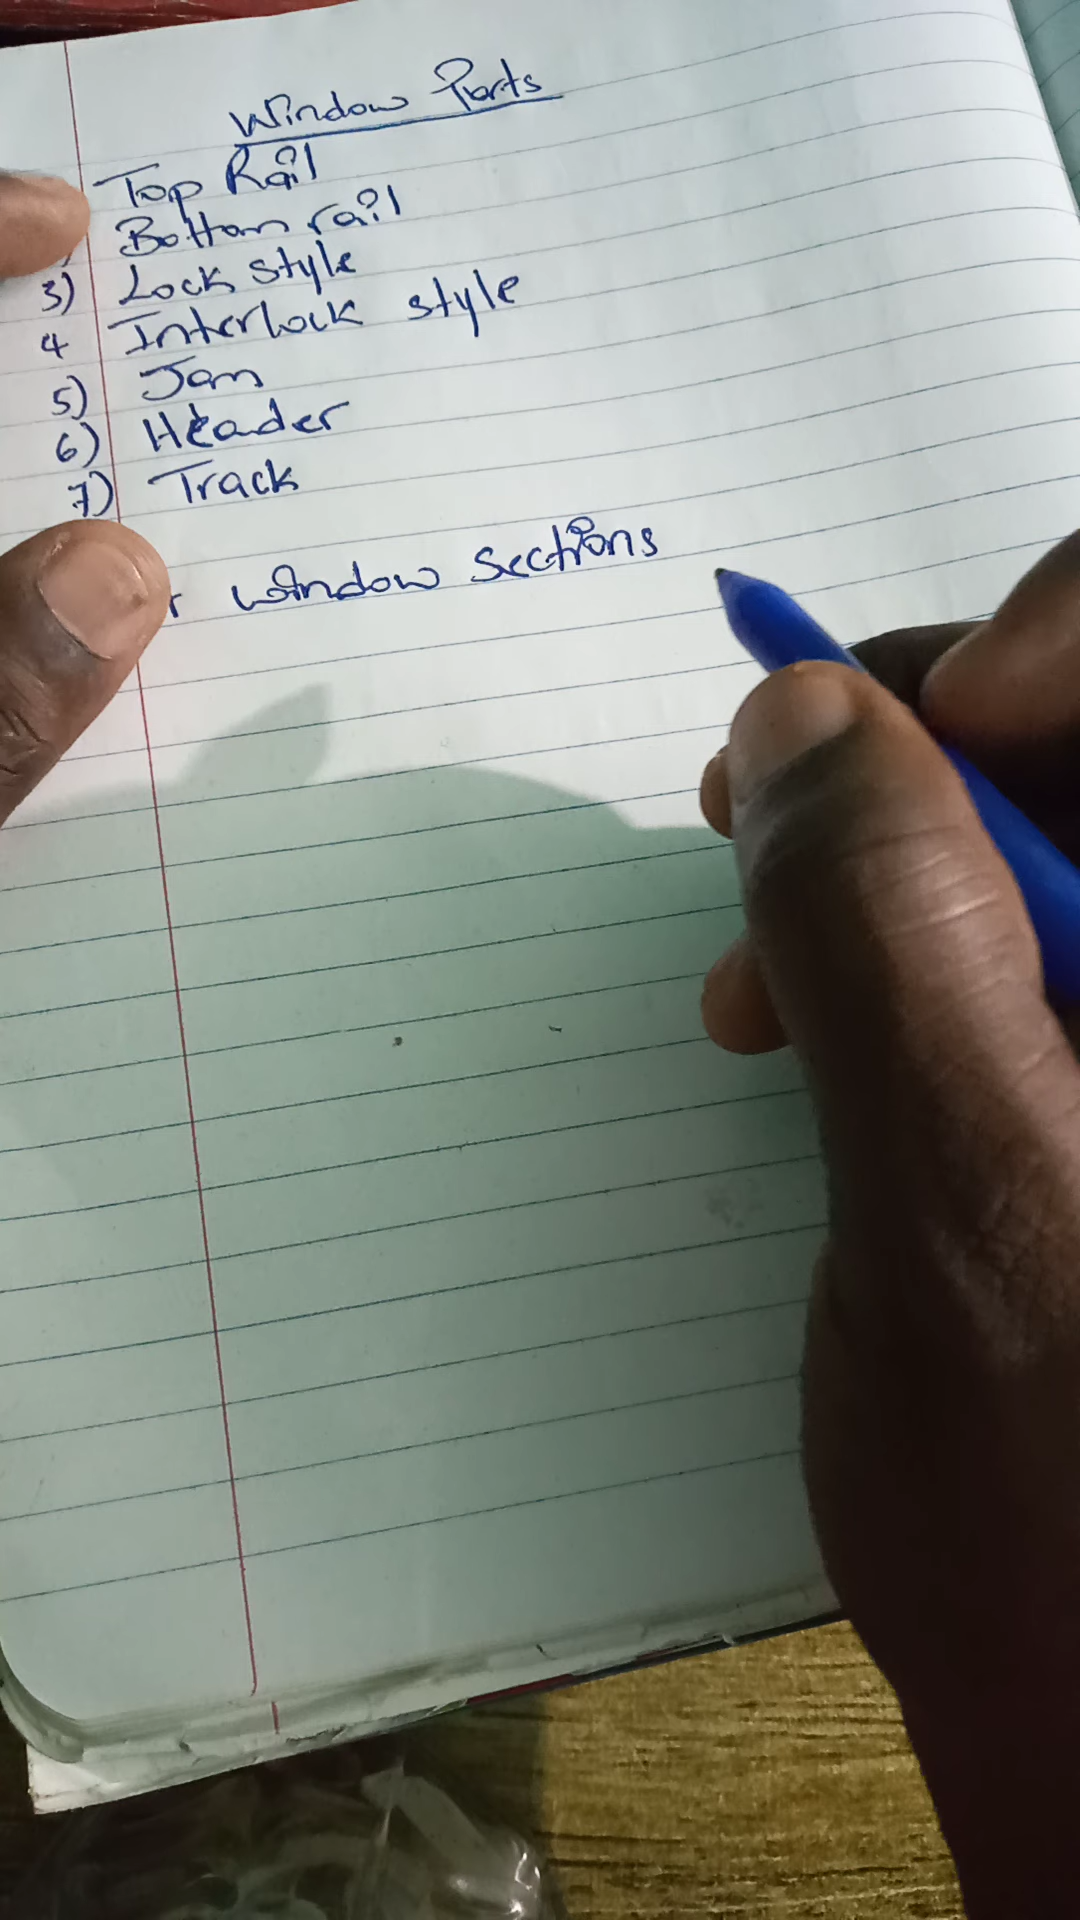 Window Parts
Top Rail
Bottom rail
3) Lock style
4 Interlock style
5) Jam
6) Header
7) Track
window sections